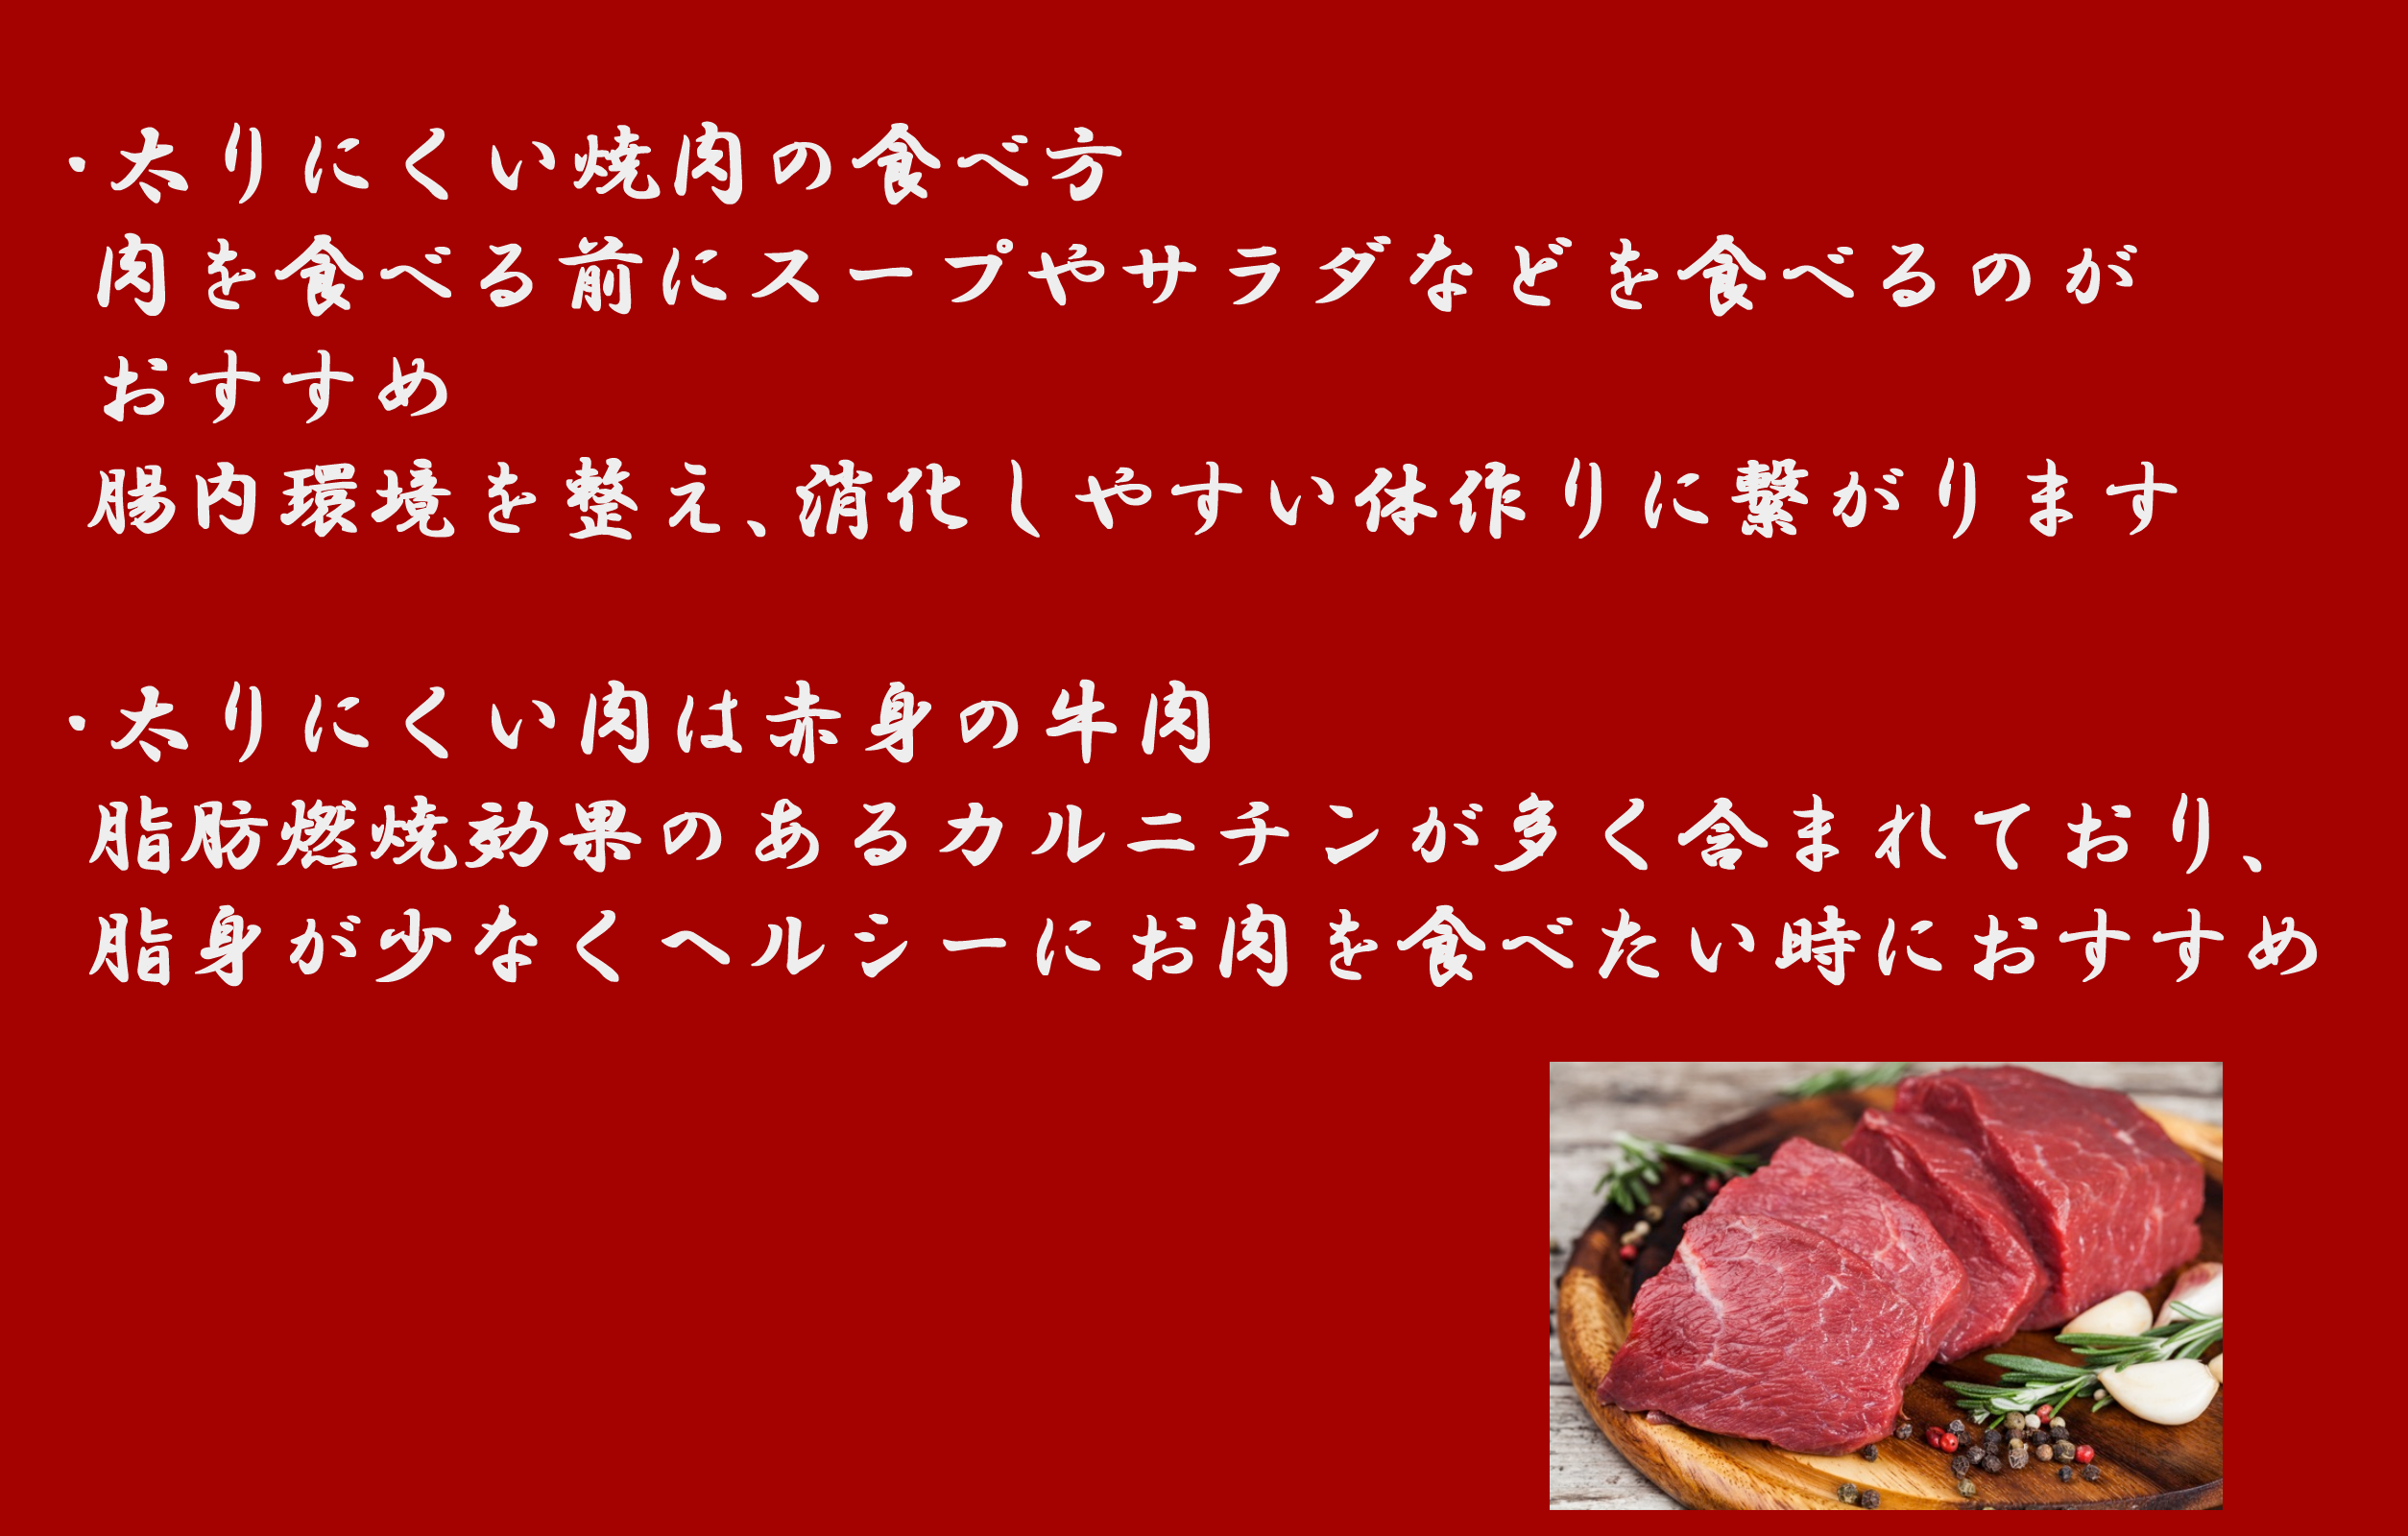 ・太りにくい焼肉の食べ方
肉を食べる前にスープやサラダなどを食べるのが
おすすめ
腸内環境を整え、消化しやすい体作りに繋がります
・太りにくい肉は赤身の牛肉
脂肪燃焼効果のあるカルニチンが多く含まれており、
脂身が少なくヘルシーにお肉を食べたい時におすすめ